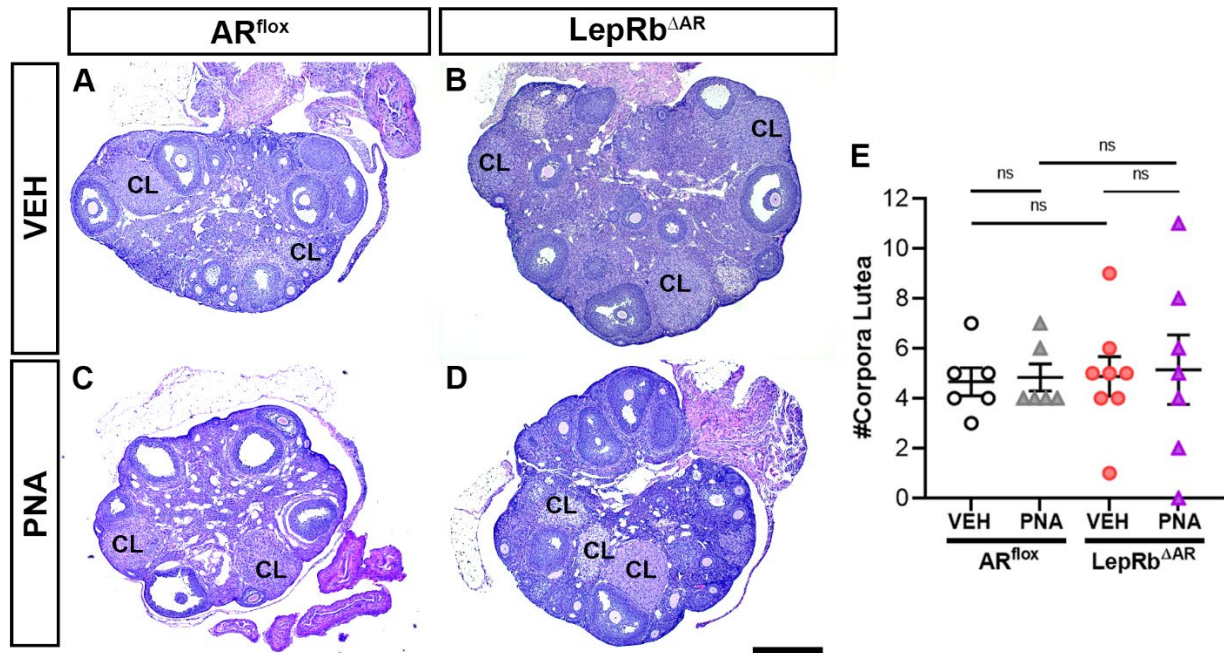 AR^flox
LepRb^ΔAR
VEH
PNA
A
CL
CL
B
CL
CL
CL
C
CL
CL
D
CL
CL
CL
E
ns
ns
ns
ns
#Corpora Lutea
12
10
8
6
4
2
0
VEH PNA VEH PNA
AR^flox LepRb^ΔAR